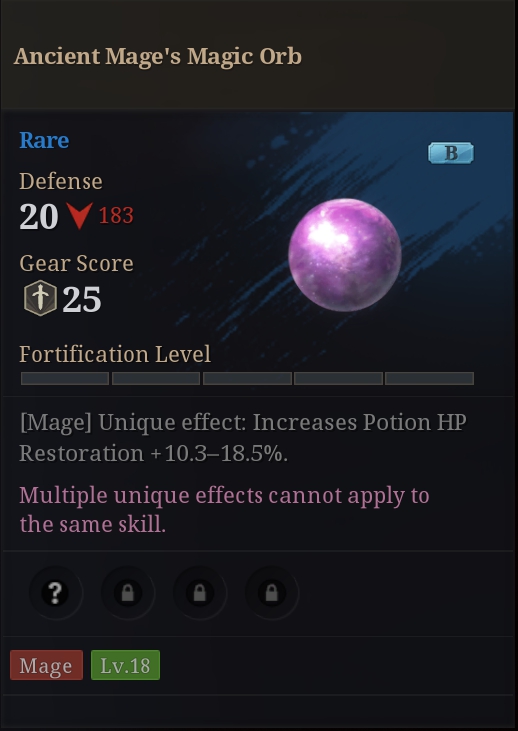 Ancient Mage's Magic Orb
Rare
B
Defense
20 183
Gear Score
25
Fortification Level
[Mage] Unique effect: Increases Potion HP
Restoration +10.3–18.5%.
Multiple unique effects cannot apply to
the same skill.
?
Mage Lv.18